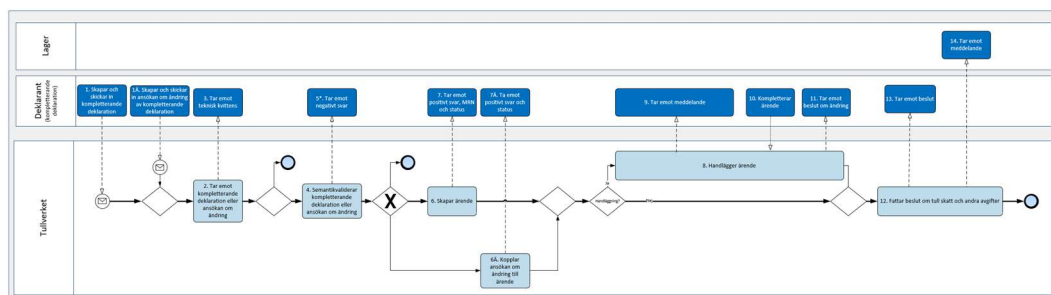 Lager
14. Tar emot
meddelande
Deklarant
(kompletterande
deklaration)
1. Skapar och
skickar in
kompletterande
deklaration
1Ä. Skapar och skickar
in ansökan om ändring
av kompletterande
deklaration
3. Tar emot
teknisk kvittens
5*. Tar emot
negativt svar
7. Tar emot
positivt svar, MRN
och status
7Ä. Ta emot
positivt svar och
status
9. Tar emot meddelande
10. Kompletterar
ärende
11. Tar emot
beslut om ändring
13. Tar emot beslut
Tullverket
2. Tar emot
kompletterande
deklaration eller
ansökan om
ändring
4. Semantikvaliderar
kompletterande
deklaration eller
ansökan om ändring
X
6. Skapar ärende
6Ä. Kopplar
ansökan om
ändring till
ärende
Ja
Handläggning?
Nej
8. Handlägger ärende
12. Fattar beslut om tull skatt och andra avgifter